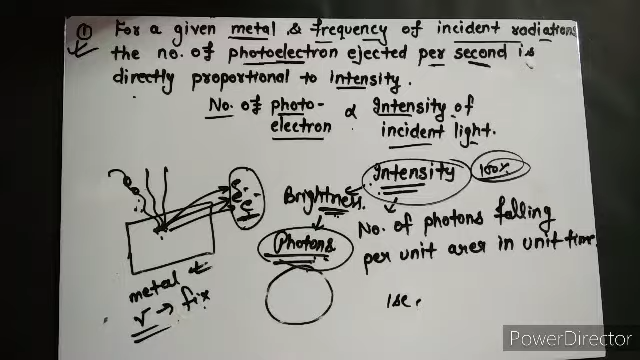 ① For a given metal & frequency of incident radiations
the no. of photoelectron ejected per second is
directly proportional to intensity.
No. of photo-electron ∝ Intensity of incident light.
Intensity
100%
Brightness.
No. of photons falling
per unit area in unit time
Photons
e⁻
e⁻
metal
ν → fix
1se.
PowerDirector